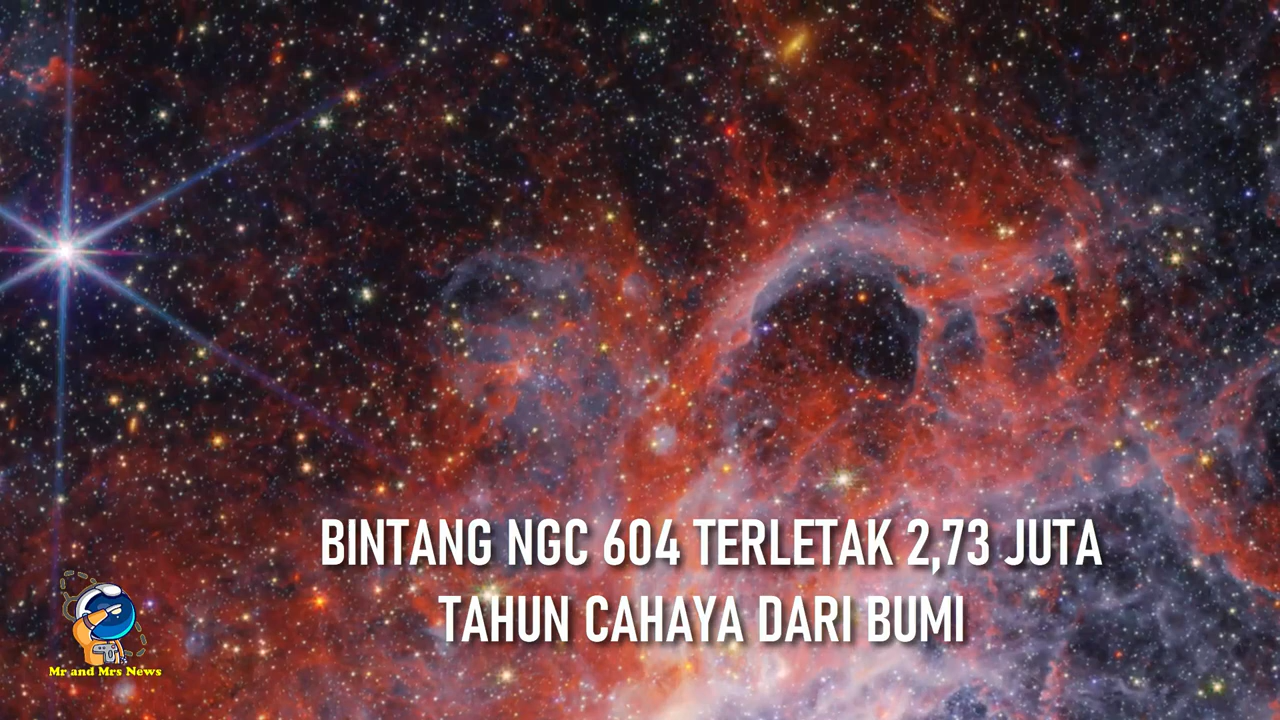 BINTANG NGC 604 TERLETAK 2,73 JUTA
TAHUN CAHAYA DARI BUMI
Mr and Mrs News